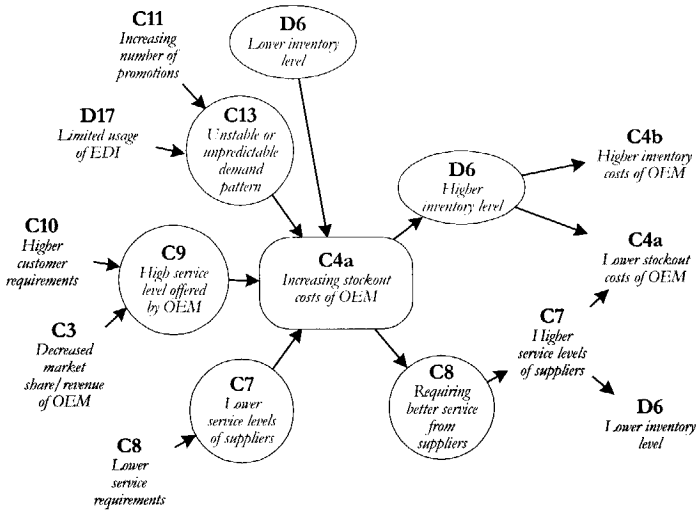 C11
Increasing
number of
promotions
D6
Lower inventory
level
D17
Limited usage
of EDI
C13
Unstable or
unpredictable
demand
pattern
C10
Higher
customer
requirements
C9
High service
level offered
by OEM
C3
Decreased
market
share/revenue
of OEM
C7
Lower
service levels
of suppliers
C8
Lower
service
requirements
C4a
Increasing stockout
costs of OEM
D6
Higher
inventory level
C4b
Higher inventory
costs of OEM
C4a
Lower stockout
costs of OEM
C8
Requiring
better service
from
suppliers
C7
Higher
service levels
of suppliers
D6
Lower inventory
level